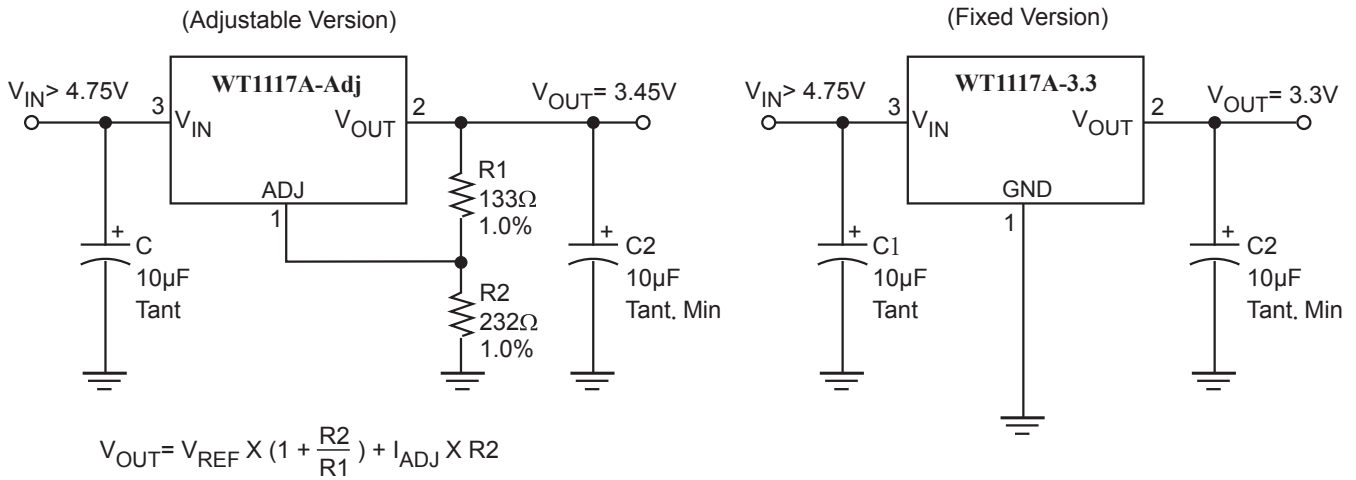 (Adjustable Version)
WT1117A-Adj
VIN> 4.75V
3
VIN
VOUT
2
VOUT= 3.45V
ADJ
1
R1
133Ω
1.0%
+
C
10µF
Tant
R2
232Ω
1.0%
+
C2
10µF
Tant. Min
VOUT= VREF X (1 + R2/R1) + IADJ X R2
(Fixed Version)
WT1117A-3.3
VIN> 4.75V
3
VIN
VOUT
2
VOUT= 3.3V
GND
1
+
C1
10µF
Tant
+
C2
10µF
Tant. Min